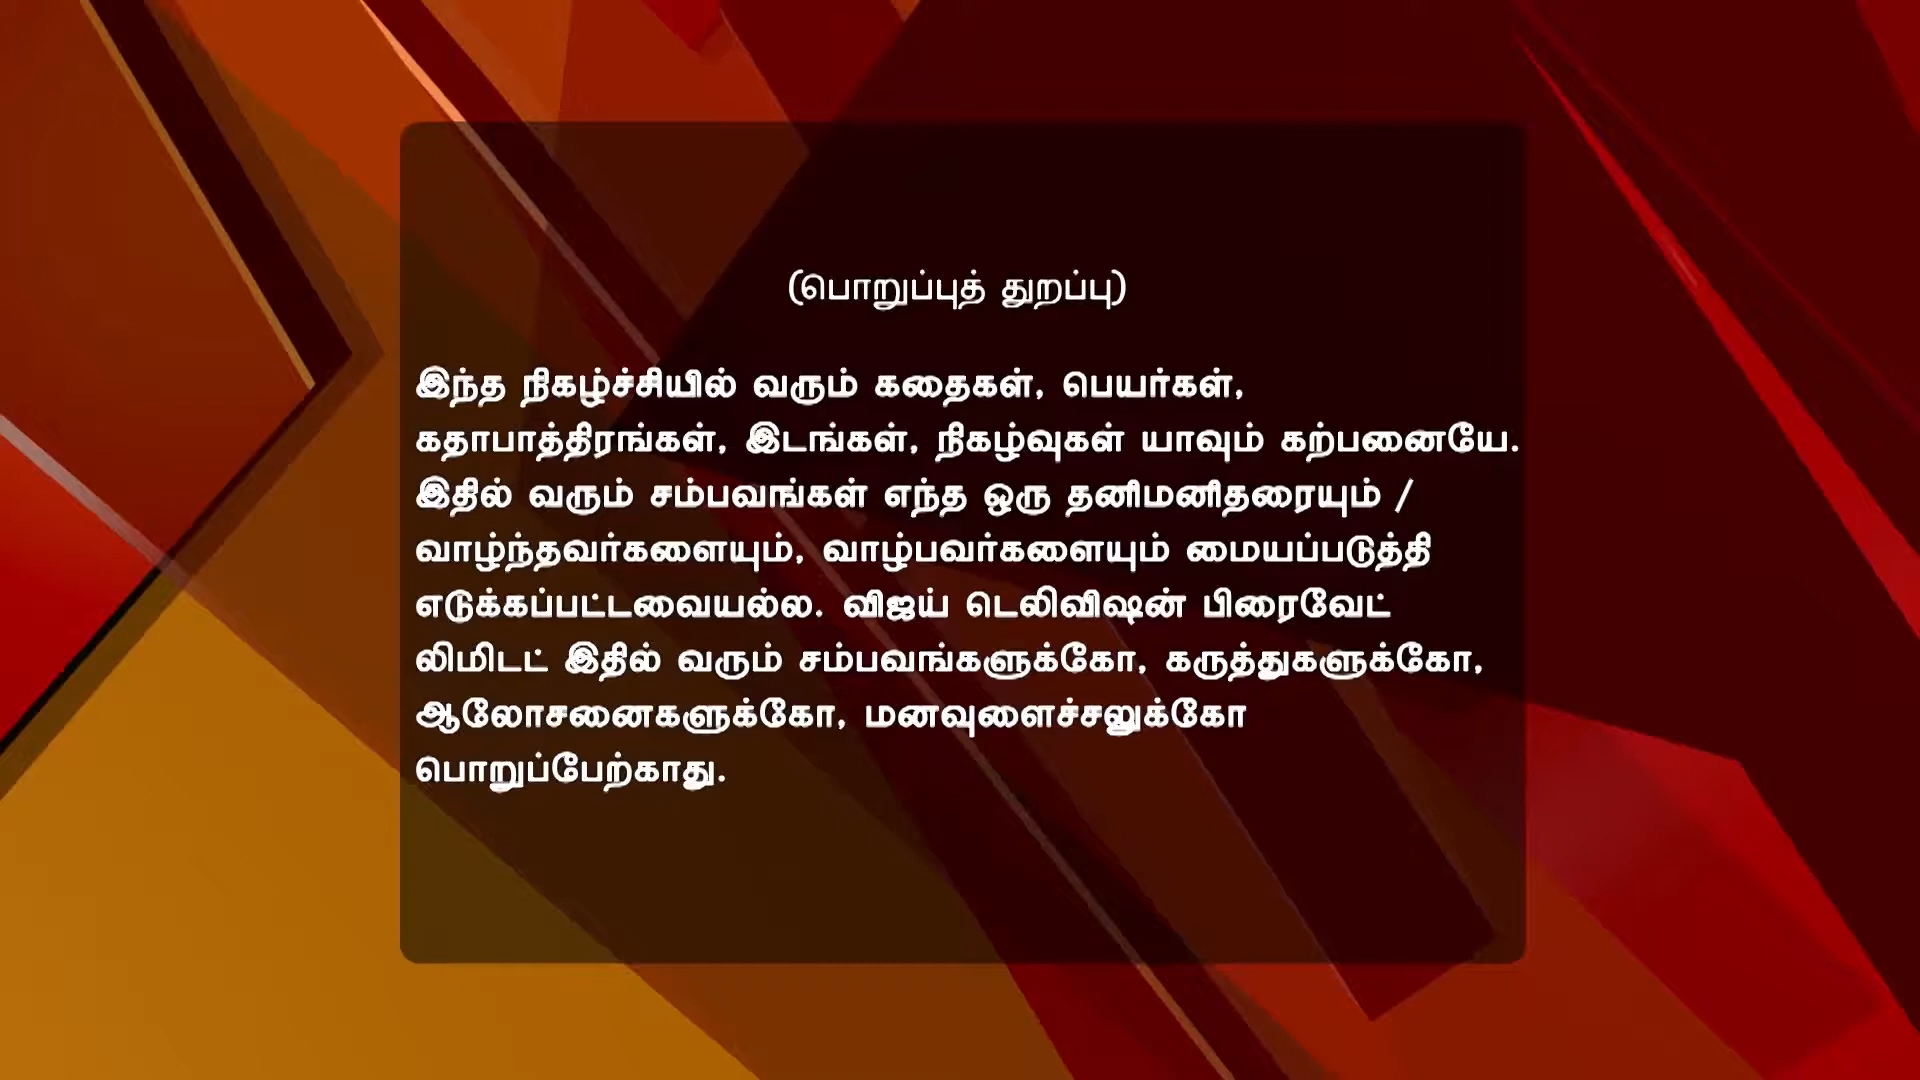 (பொறுப்புத் துறப்பு)
இந்த நிகழ்ச்சியில் வரும் கதைகள், பெயர்கள்,
கதாபாத்திரங்கள், இடங்கள், நிகழ்வுகள் யாவும் கற்பனையே.
இதில் வரும் சம்பவங்கள் எந்த ஒரு தனிமனிதரையும் /
வாழ்ந்தவர்களையும், வாழ்பவர்களையும் மையப்படுத்தி
எடுக்கப்பட்டவையல்ல. விஜய் டெலிவிஷன் பிரைவேட்
லிமிடட் இதில் வரும் சம்பவங்களுக்கோ, கருத்துகளுக்கோ,
ஆலோசனைகளுக்கோ, மனவுளைச்சலுக்கோ
பொறுப்பேற்காது.